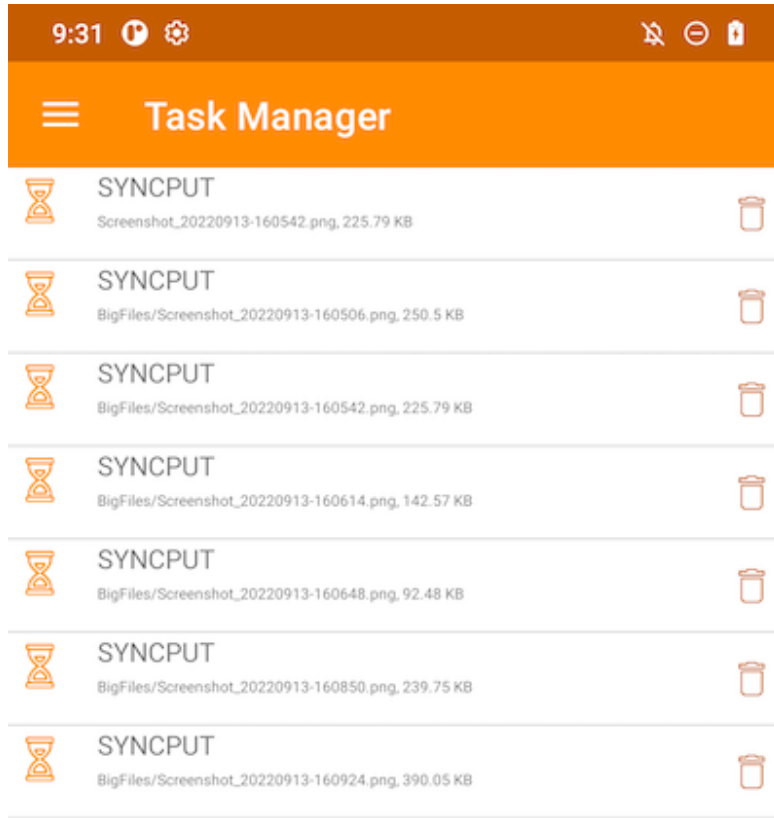 9:31
Task Manager
SYNCPUT
Screenshot_20220913-160542.png, 225.79 KB
SYNCPUT
BigFiles/Screenshot_20220913-160506.png, 250.5 KB
SYNCPUT
BigFiles/Screenshot_20220913-160542.png, 225.79 KB
SYNCPUT
BigFiles/Screenshot_20220913-160614.png, 142.57 KB
SYNCPUT
BigFiles/Screenshot_20220913-160648.png, 92.48 KB
SYNCPUT
BigFiles/Screenshot_20220913-160850.png, 239.75 KB
SYNCPUT
BigFiles/Screenshot_20220913-160924.png, 390.05 KB